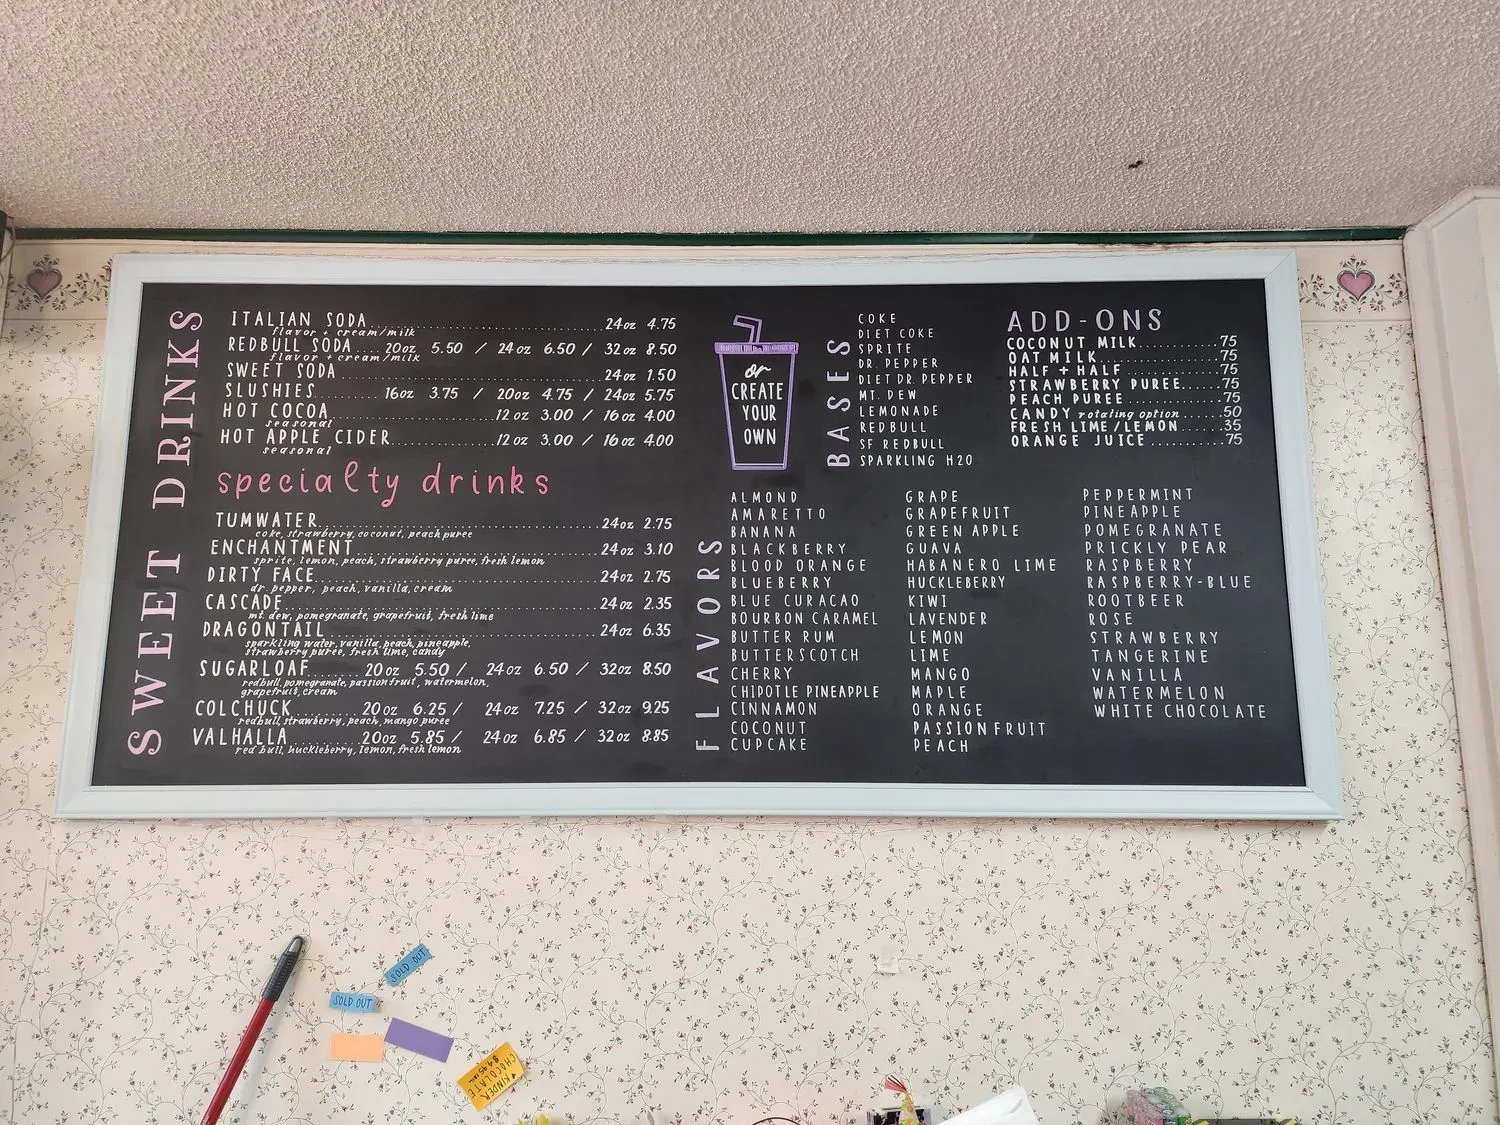 SWEET DRINKS
ITALIAN SODA 24oz 4.75
flavor + cream/milk
REDBULL SODA 20oz 5.50 / 24oz 6.50 / 32oz 8.50
flavor + cream/milk
SWEET SODA 24oz 1.50
SLUSHIES 16oz 3.75 / 20oz 4.75 / 24oz 5.75
HOT COCOA 12oz 3.00 / 16oz 4.00
seasonal
HOT APPLE CIDER 12oz 3.00 / 16oz 4.00
seasonal
specialty drinks
TUMWATER 24oz 2.75
coke, strawberry, coconut, peach puree
ENCHANTMENT 24oz 3.10
sprite, lemon, peach, strawberry puree, fresh lemon
DIRTY FACE 24oz 2.75
dr. pepper, peach, vanilla, cream
CASCADE 24oz 2.35
mt. dew, pomegranate, grapefruit, fresh lime
DRAGONTAIL 24oz 6.35
sparkling water, vanilla, peach, pineapple,
strawberry puree, fresh lime, candy
SUGARLOAF 20oz 5.50 / 24oz 6.50 / 32oz 8.50
redbull, pomegranate, passionfruit, watermelon,
grapefruit, cream
COLCHUCK 20oz 6.25 / 24oz 7.25 / 32oz 9.25
redbull, strawberry, peach, mango puree
VALHALLA 20oz 5.85 / 24oz 6.85 / 32oz 8.85
red bull, huckleberry, lemon, fresh lemon
or
CREATE
YOUR
OWN
BASES
COKE
DIET COKE
SPRITE
DR. PEPPER
DIET DR. PEPPER
MT. DEW
LEMONADE
REDBULL
SF REDBULL
SPARKLING H2O
ADD-ONS
COCONUT MILK .75
OAT MILK .75
HALF + HALF .75
STRAWBERRY PUREE .75
PEACH PUREE .75
CANDY rotating option .50
FRESH LIME/LEMON .35
ORANGE JUICE .75
FLAVORS
ALMOND
AMARETTO
BANANA
BLACKBERRY
BLOOD ORANGE
BLUEBERRY
BLUE CURACAO
BOURBON CARAMEL
BUTTER RUM
BUTTERSCOTCH
CHERRY
CHIPOTLE PINEAPPLE
CINNAMON
COCONUT
CUPCAKE
GRAPE
GRAPEFRUIT
GREEN APPLE
GUAVA
HABANERO LIME
HUCKLEBERRY
KIWI
LAVENDER
LEMON
LIME
MANGO
MAPLE
ORANGE
PASSIONFRUIT
PEACH
PEPPERMINT
PINEAPPLE
POMEGRANATE
PRICKLY PEAR
RASPBERRY
RASPBERRY-BLUE
ROOTBEER
ROSE
STRAWBERRY
TANGERINE
VANILLA
WATERMELON
WHITE CHOCOLATE
SOLD OUT
SOLD OUT
KINDER
CHOCOLATE